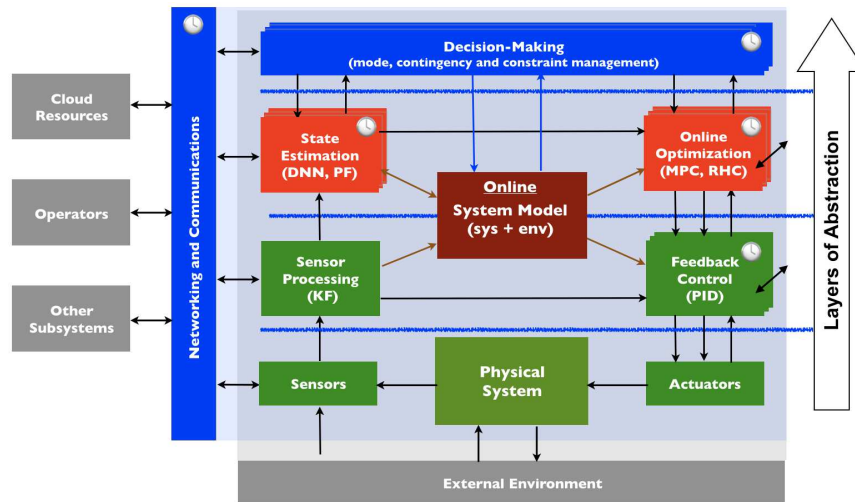 Decision-Making
(mode, contingency and constraint management)
Cloud
Resources
Operators
Other
Subsystems
Networking and Communications
State
Estimation
(DNN, PF)
Online
Optimization
(MPC, RHC)
Online
System Model
(sys + env)
Sensor
Processing
(KF)
Feedback
Control
(PID)
Sensors
Physical
System
Actuators
External Environment
Layers of Abstraction